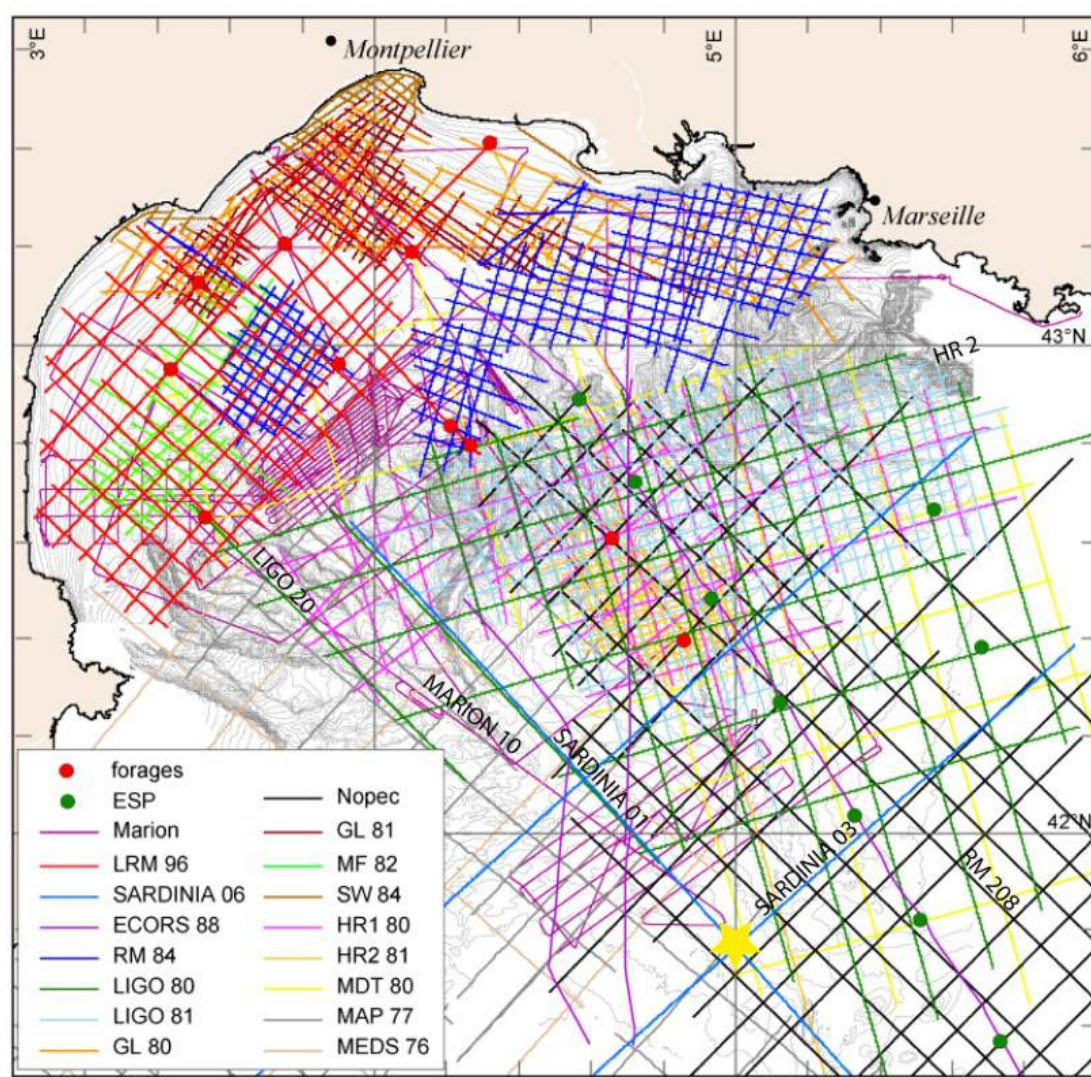 3°E
Montpellier
5°E
6°E
Marseille
43°N
HR 2
LIGO 20
MARION 10
SARDINIA 01
SARDINIA 03
42°N
RM 208
forages
ESP
Marion
LRM 96
SARDINIA 06
ECORS 88
RM 84
LIGO 80
LIGO 81
GL 80
Nopec
GL 81
MF 82
SW 84
HR1 80
HR2 81
MDT 80
MAP 77
MEDS 76